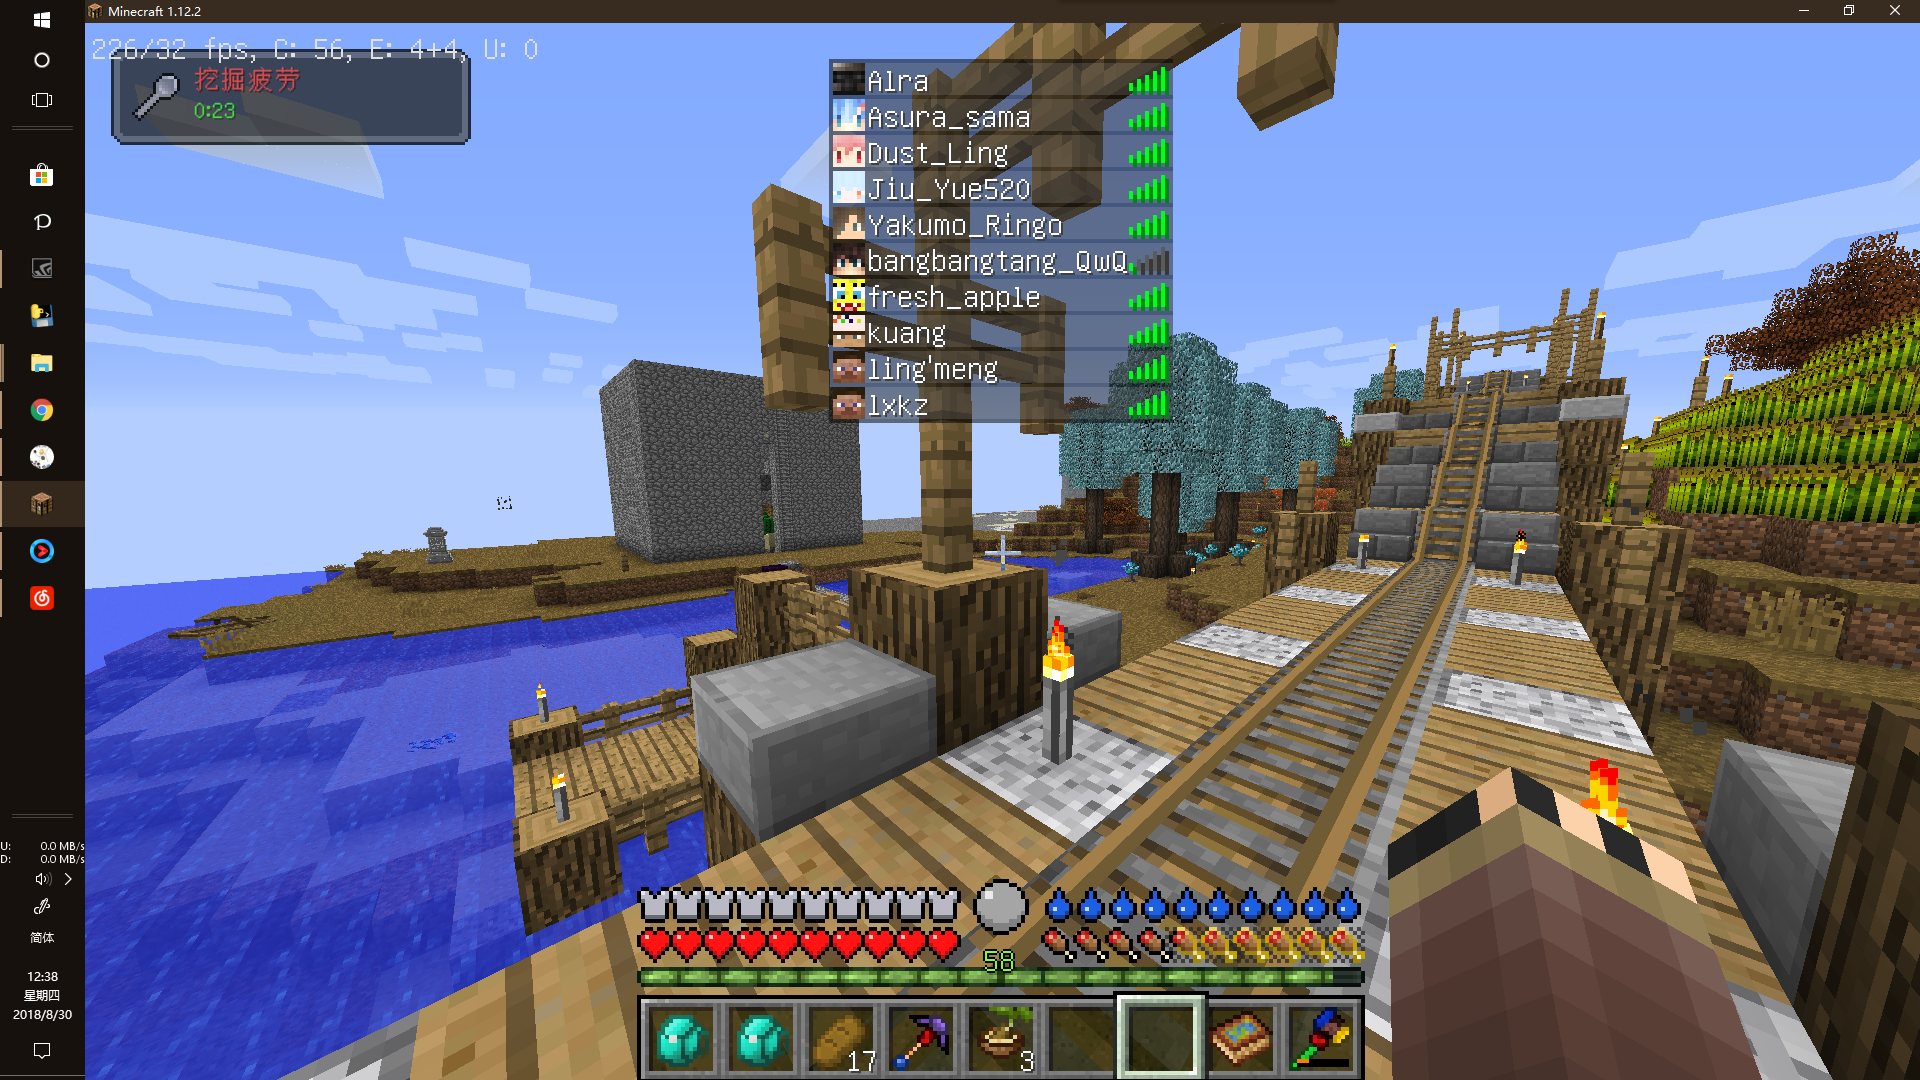 Minecraft 1.12.2
226/32 fps, C: 56, E: 4+4, U: 0
挖掘疲劳
0:23
Alra
Asura_sama
Dust_Ling
Jiu_Yue520
Yakumo_Ringo
bangbangtang_QwQ
fresh_apple
kuang
ling'meng
lxkz
U: 0.0 MB/s
D: 0.0 MB/s
简体
12:38
星期四
2018/8/30
58
17
3